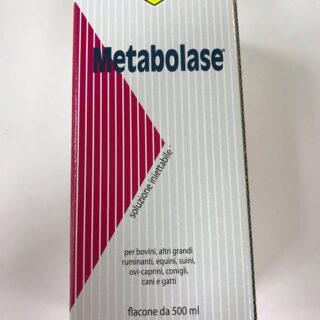 Metabolase®
soluzione iniettabile
per bovini, altri grandi
ruminanti, equini, suini,
ovi-caprini, conigli,
cani e gatti
flacone da 500 ml